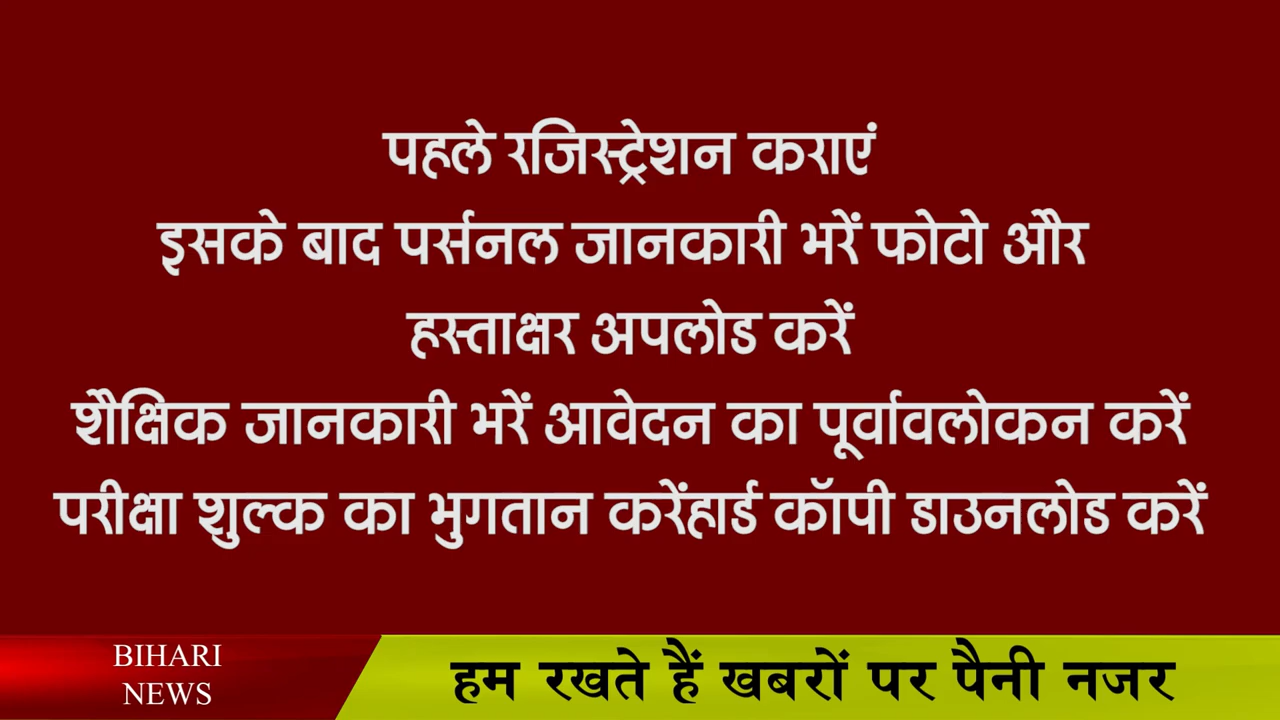 पहले रजिस्ट्रेशन कराएं
इसके बाद पर्सनल जानकारी भरें फोटो और
हस्ताक्षर अपलोड करें
शैक्षिक जानकारी भरें आवेदन का पूर्वावलोकन करें
परीक्षा शुल्क का भुगतान करेंहार्ड कॉपी डाउनलोड करें
BIHARI
NEWS
हम रखते हैं खबरों पर पैनी नजर